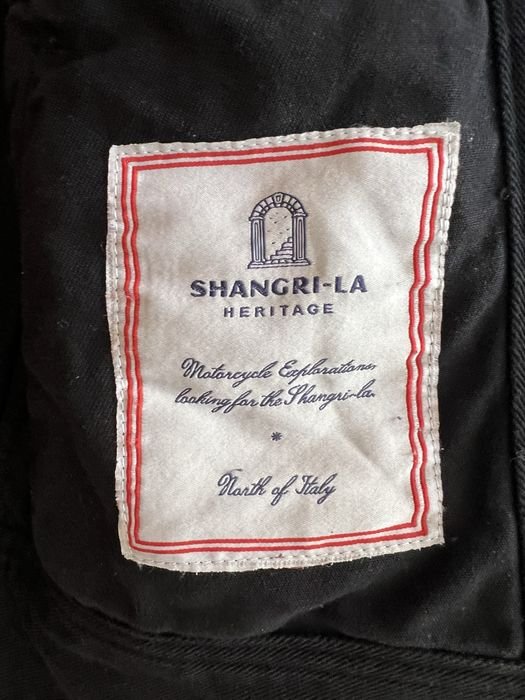 SHANGRI-LA
HERITAGE
Motorcycle Explorations,
looking for the Shangri-la.
*
North of Italy